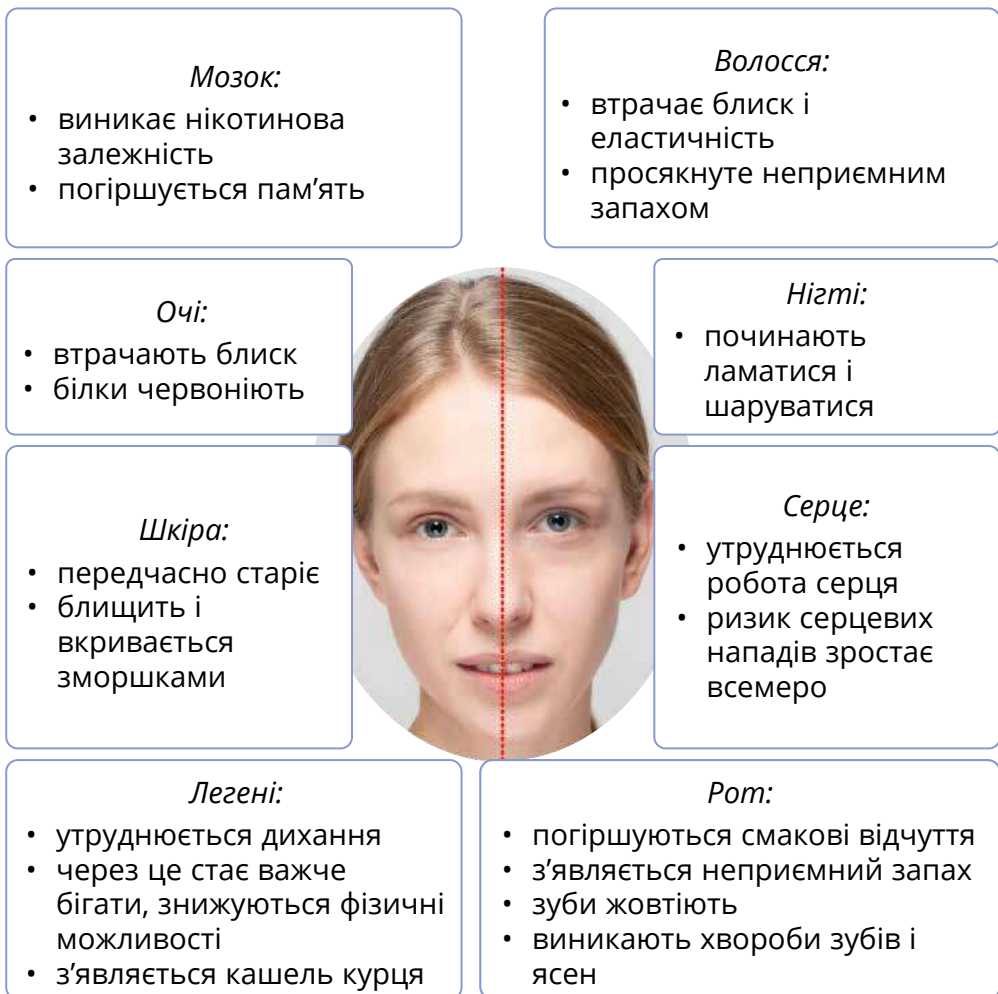 Мозок:
• виникає нікотинова
залежність
• погіршується пам’ять
Волосся:
• втрачає блиск і
еластичність
• просякнуте неприємним
запахом
Очі:
• втрачають блиск
• білки червоніють
Нігті:
• починають
ламатися і
шаруватися
Шкіра:
• передчасно старіє
• блищить і
вкривається
зморшками
Серце:
• утруднюється
робота серця
• ризик серцевих
нападів зростає
всемеро
Легені:
• утруднюється дихання
• через це стає важче
бігати, знижуються фізичні
можливості
• з’являється кашель курця
Рот:
• погіршуються смакові відчуття
• з’являється неприємний запах
• зуби жовтіють
• виникають хвороби зубів і
ясен